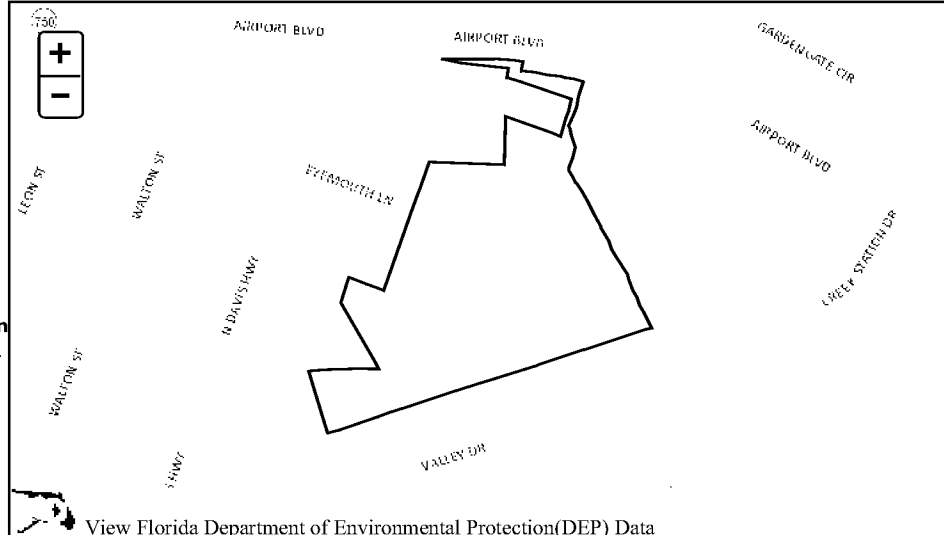 750
AIRPORT BLVD
AIRPORT BLVD
GARDEN GATE CIR
+
-
AIRPORT BLVD
LEON ST
WALTON ST
EYEMOUTH LN
CREEK STATION DR
N DAVIS HWY
n
WALTON ST
VALLEY DR
HWY
View Florida Department of Environmental Protection(DEP) Data